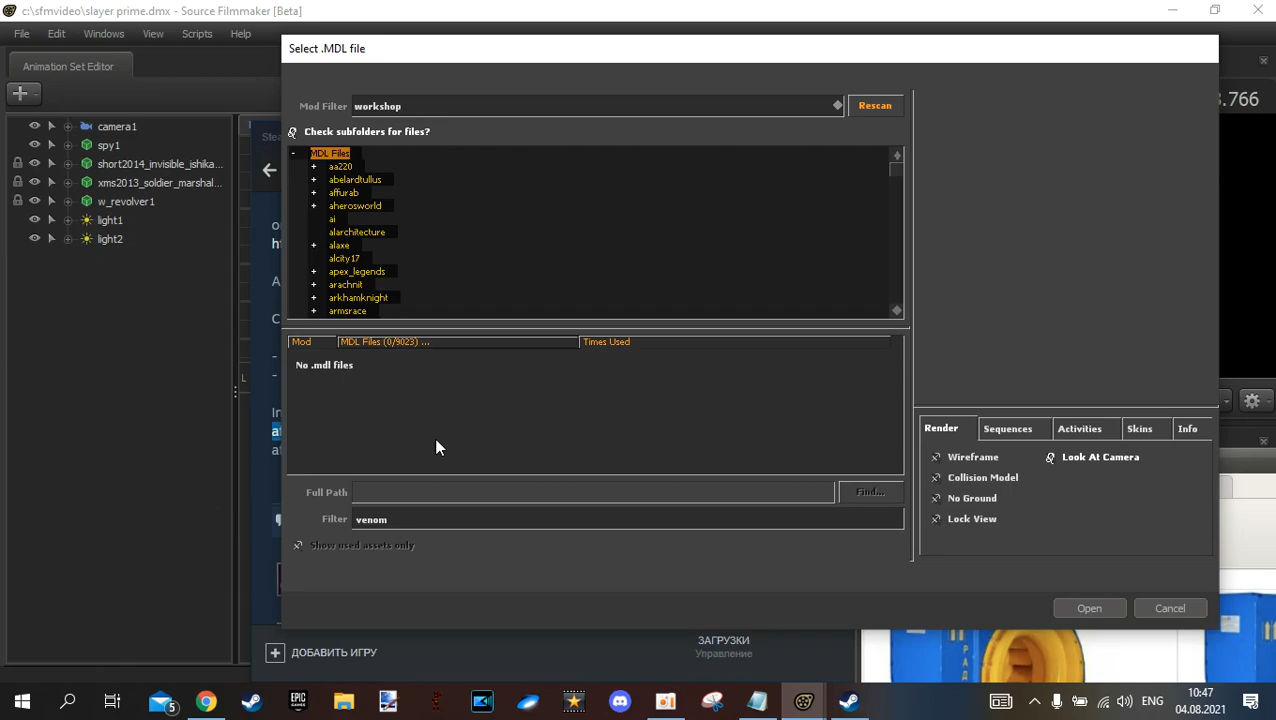 c:\sfmvideo\slayer prime.dmx - Source Filmmaker [Beta]
File Edit Windows View Scripts Help
Select .MDL file
Animation Set Editor
Mod Filter workshop Rescan
3.766
Check subfolders for files?
camera1
spy1
short2014_invisible_ishika...
xms2013_soldier_marshal...
w_revolver1
light1
light2
Stea
MDL Files
aa220
abelardtullus
affurab
aherosworld
ai
alarchitecture
alaxe
alcity17
apex_legends
arachnit
arkhamknight
armsrace
Mod MDL Files (0/9023) ... Times Used
No .mdl files
Render Sequences Activities Skins Info
Wireframe Look At Camera
Collision Model
No Ground
Lock View
Full Path Find...
Filter venom
Show used assets only
Open Cancel
ДОБАВИТЬ ИГРУ
ЗАГРУЗКИ
Управление
5
ENG
10:47
04.08.2021